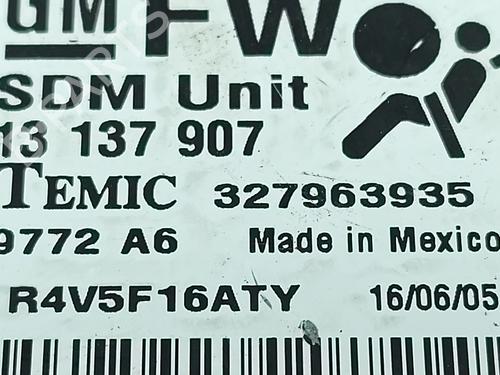 GM FW
SDM Unit
13 137 907
TEMIC 327963935
9772 A6 Made in Mexico
R4V5F16ATY 16/06/05